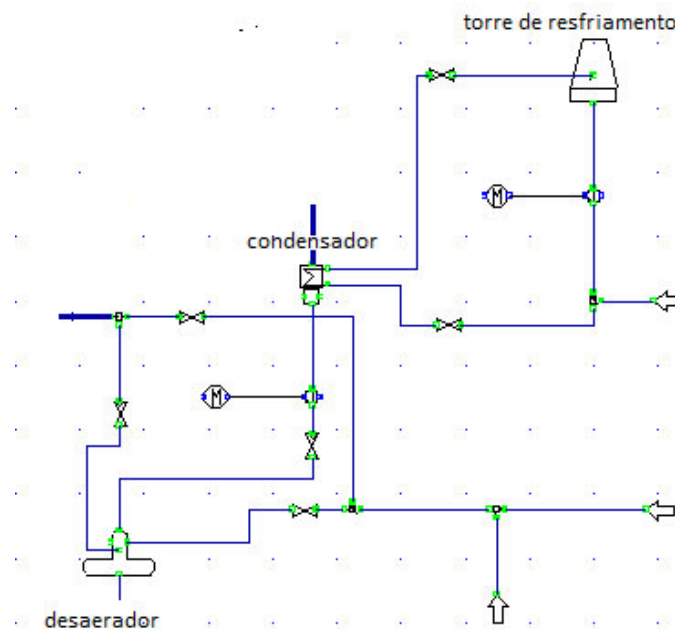 torre de resfriamento
M
condensador
M
desaerador